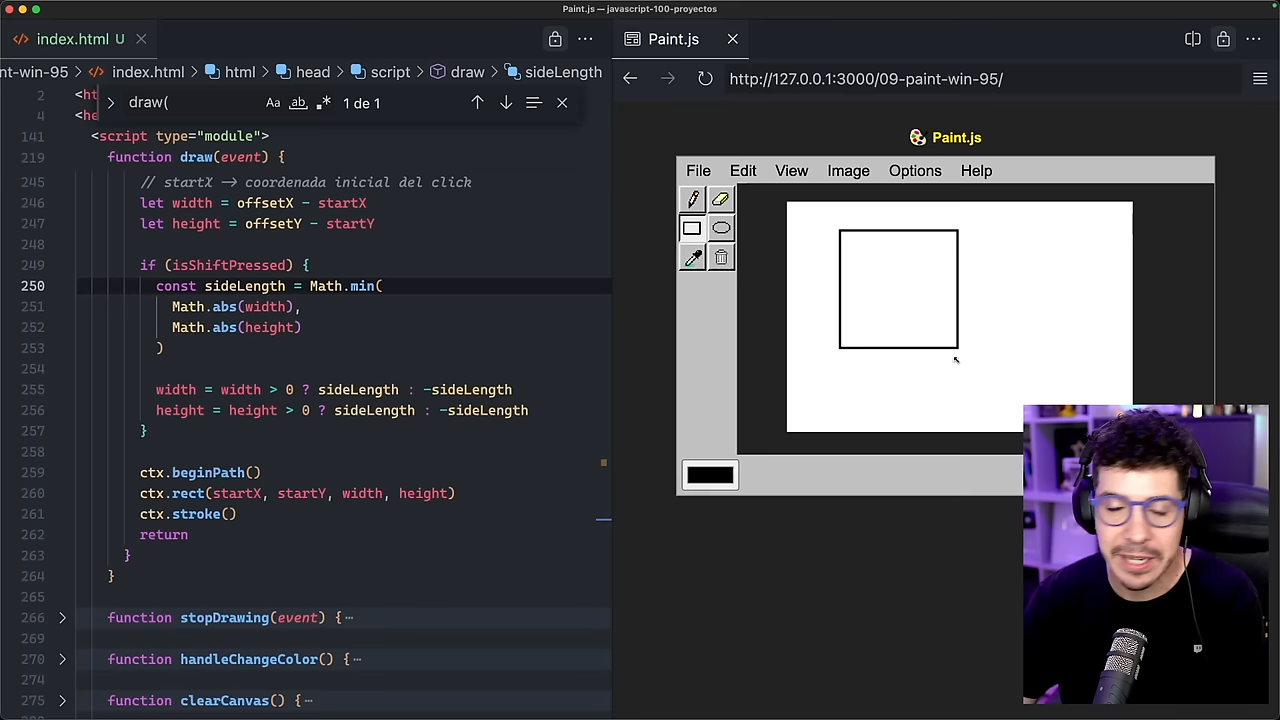 Paint.js — javascript-100-proyectos
index.html U
nt-win-95 > index.html > html > head > script > draw > sideLength
draw(
Aa ab .* 1 de 1
2 <ht
4 <he
141 <script type="module">
219 function draw(event) {
245 // startX -> coordenada inicial del click
246 let width = offsetX - startX
247 let height = offsetY - startY
248
249 if (isShiftPressed) {
250 const sideLength = Math.min(
251 Math.abs(width),
252 Math.abs(height)
253 )
254
255 width = width > 0 ? sideLength : -sideLength
256 height = height > 0 ? sideLength : -sideLength
257 }
258
259 ctx.beginPath()
260 ctx.rect(startX, startY, width, height)
261 ctx.stroke()
262 return
263 }
264 }
265
266 function stopDrawing(event) {⋯
269
270 function handleChangeColor() {⋯
274
275 function clearCanvas() {⋯
Paint.js
http://127.0.0.1:3000/09-paint-win-95/
Paint.js
File Edit View Image Options Help